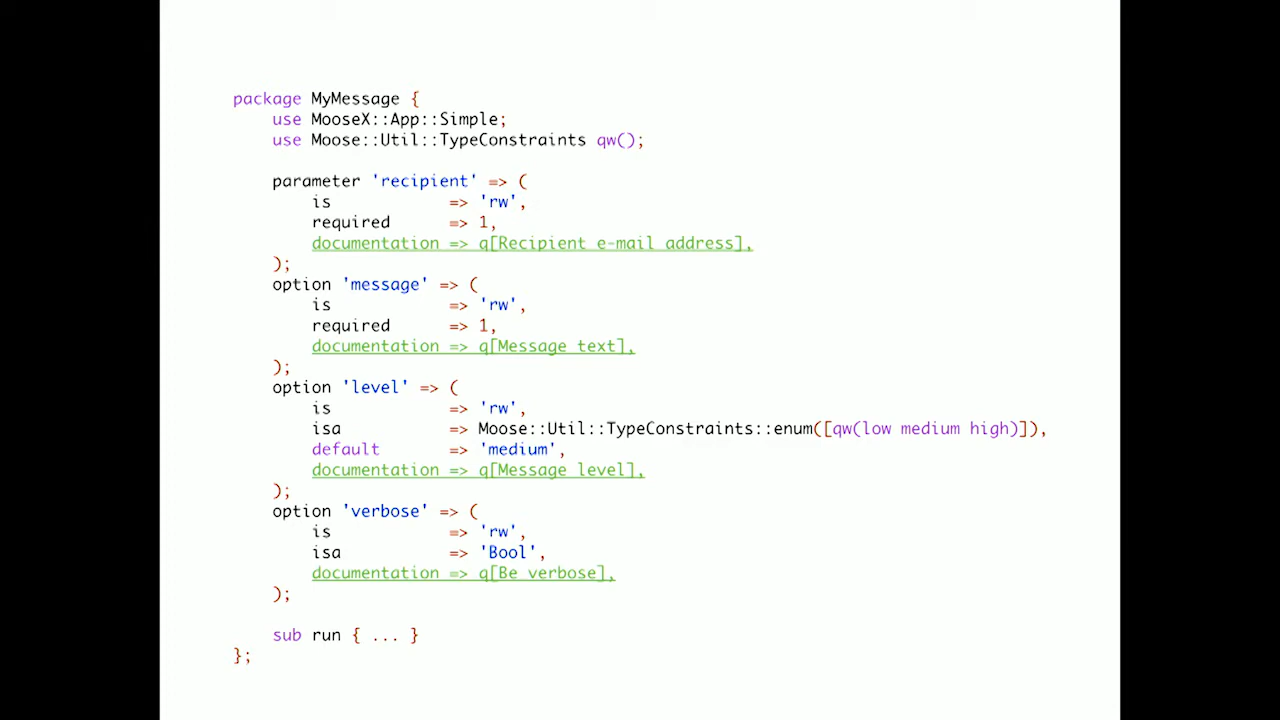 package MyMessage {
    use MooseX::App::Simple;
    use Moose::Util::TypeConstraints qw();

    parameter 'recipient' => (
        is            => 'rw',
        required      => 1,
        documentation => q[Recipient e-mail address],
    );
    option 'message' => (
        is            => 'rw',
        required      => 1,
        documentation => q[Message text],
    );
    option 'level' => (
        is            => 'rw',
        isa           => Moose::Util::TypeConstraints::enum([qw(low medium high)]),
        default       => 'medium',
        documentation => q[Message level],
    );
    option 'verbose' => (
        is            => 'rw',
        isa           => 'Bool',
        documentation => q[Be verbose],
    );

    sub run { ... }
};